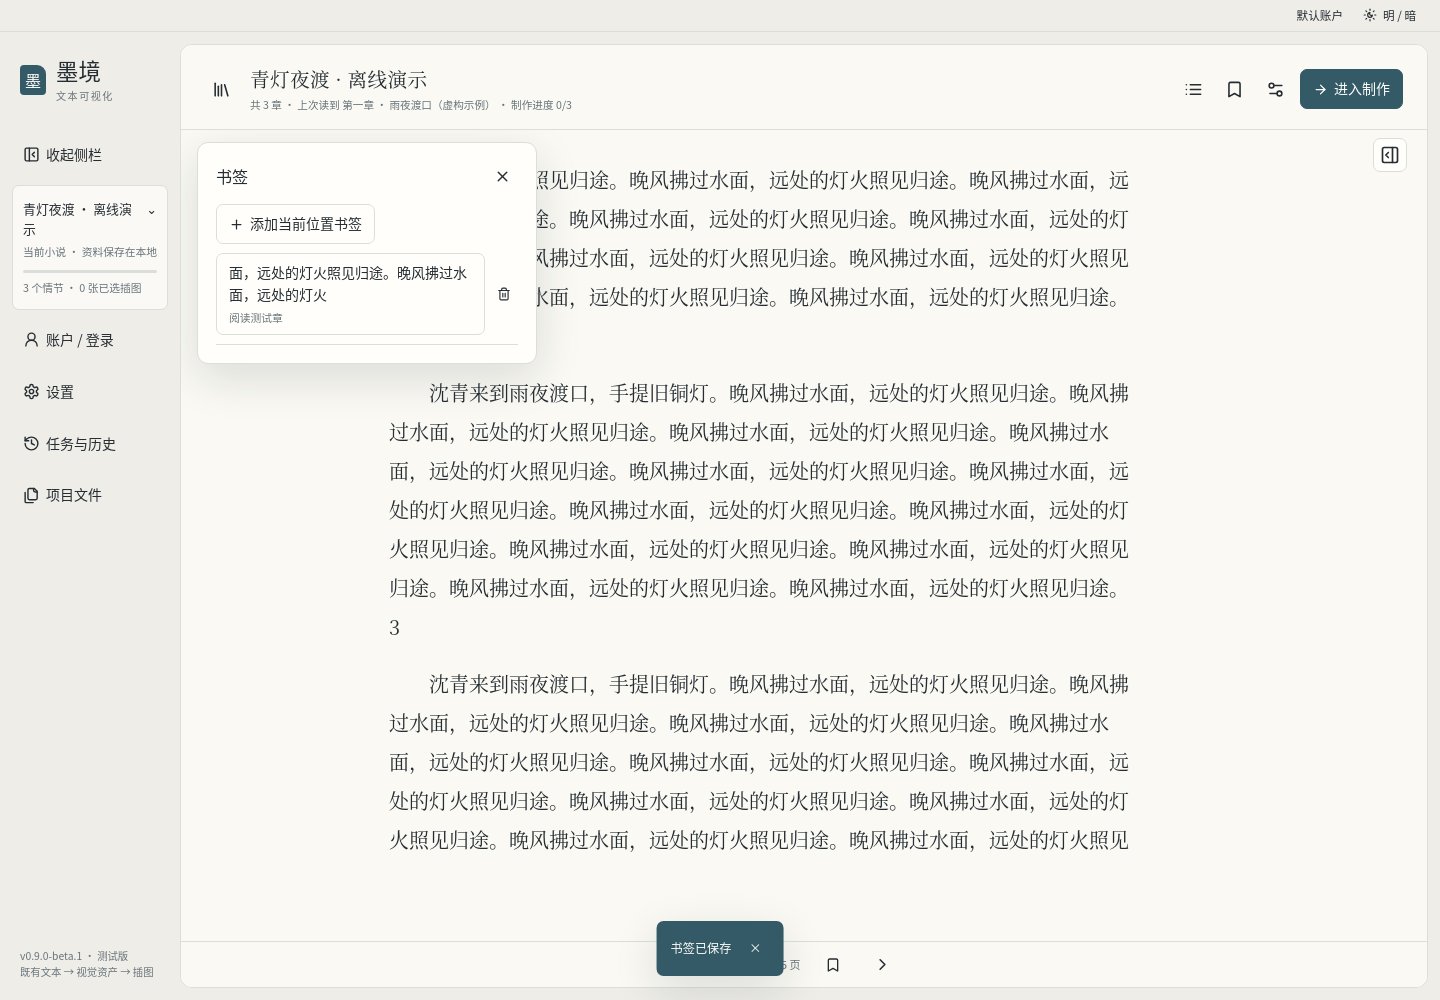 默认账户
明 / 暗
墨
墨境
文本可视化
收起侧栏
青灯夜渡 · 离线演
示
当前小说 · 资料保存在本地
3 个情节 · 0 张已选插图
账户 / 登录
设置
任务与历史
项目文件
v0.9.0-beta.1 · 测试版
既有文本 → 视觉资产 → 插图
青灯夜渡 · 离线演示
共 3 章 · 上次读到 第一章 · 雨夜渡口（虚构示例） · 制作进度 0/3
进入制作
书签
添加当前位置书签
面，远处的灯火照见归途。晚风拂过水
面，远处的灯火
阅读测试章
照见归途。晚风拂过水面，远处的灯火照见归途。晚风拂过水面，远
途。晚风拂过水面，远处的灯火照见归途。晚风拂过水面，远处的灯
风拂过水面，远处的灯火照见归途。晚风拂过水面，远处的灯火照见
水面，远处的灯火照见归途。晚风拂过水面，远处的灯火照见归途。
沈青来到雨夜渡口，手提旧铜灯。晚风拂过水面，远处的灯火照见归途。晚风拂
过水面，远处的灯火照见归途。晚风拂过水面，远处的灯火照见归途。晚风拂过水
面，远处的灯火照见归途。晚风拂过水面，远处的灯火照见归途。晚风拂过水面，远
处的灯火照见归途。晚风拂过水面，远处的灯火照见归途。晚风拂过水面，远处的灯
火照见归途。晚风拂过水面，远处的灯火照见归途。晚风拂过水面，远处的灯火照见
归途。晚风拂过水面，远处的灯火照见归途。晚风拂过水面，远处的灯火照见归途。
3
沈青来到雨夜渡口，手提旧铜灯。晚风拂过水面，远处的灯火照见归途。晚风拂
过水面，远处的灯火照见归途。晚风拂过水面，远处的灯火照见归途。晚风拂过水
面，远处的灯火照见归途。晚风拂过水面，远处的灯火照见归途。晚风拂过水面，远
处的灯火照见归途。晚风拂过水面，远处的灯火照见归途。晚风拂过水面，远处的灯
火照见归途。晚风拂过水面，远处的灯火照见归途。晚风拂过水面，远处的灯火照见
书签已保存
页